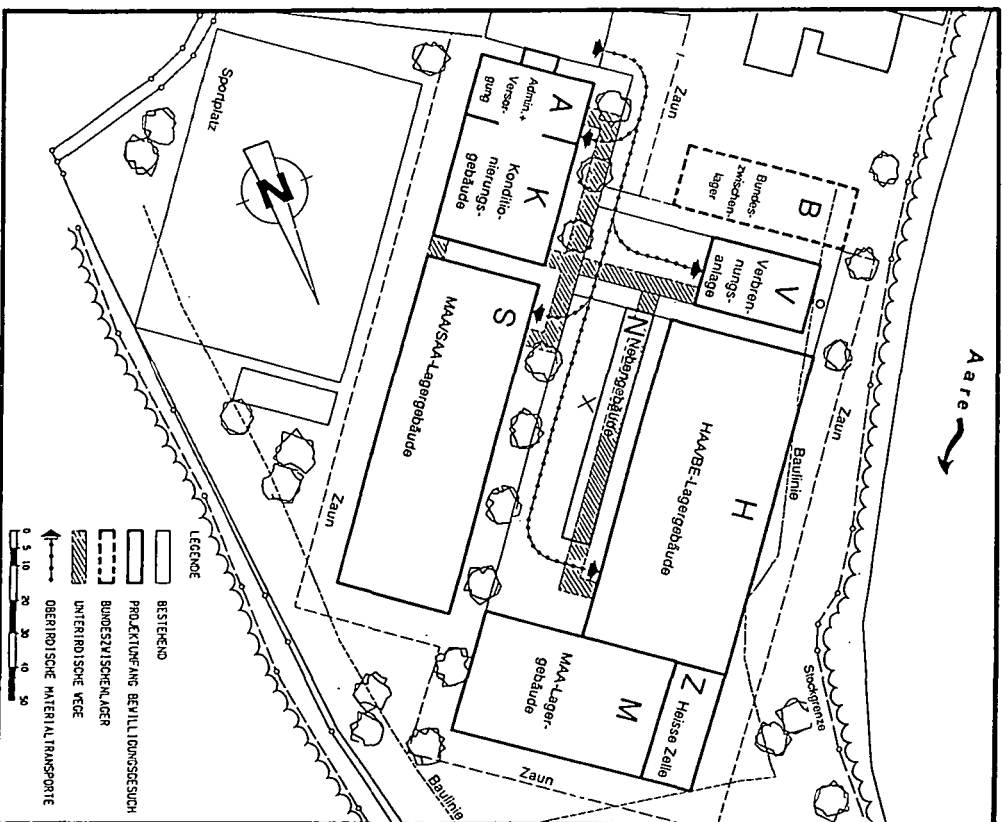 Aare
Zaun
B
Bundes-
zwischen-
lager
A
Admin.+
Versor-
gung
K
Konditio-
nierungs-
gebäude
V
Verbren-
nungs-
anlage
Sportplatz
N
S
MAA/SAA-Lagergebäude
N Nebengebäude
X
H
HAA/BE-Lagergebäude
Zaun
Baulinie
Zaun
M
MAA-Lager-
gebäude
Z Heisse Zelle
Stockgrenze
Zaun
Baulinie
LEGENDE
BESTEHEND
PROJEKTUMFANG BEWILLIGUNGSGESUCH
BUNDESZWISCHENLAGER
UNTERIRDISCHE WEGE
OBERIRDISCHE MATERIALTRANSPORTE
0 5 10 20 30 40 50